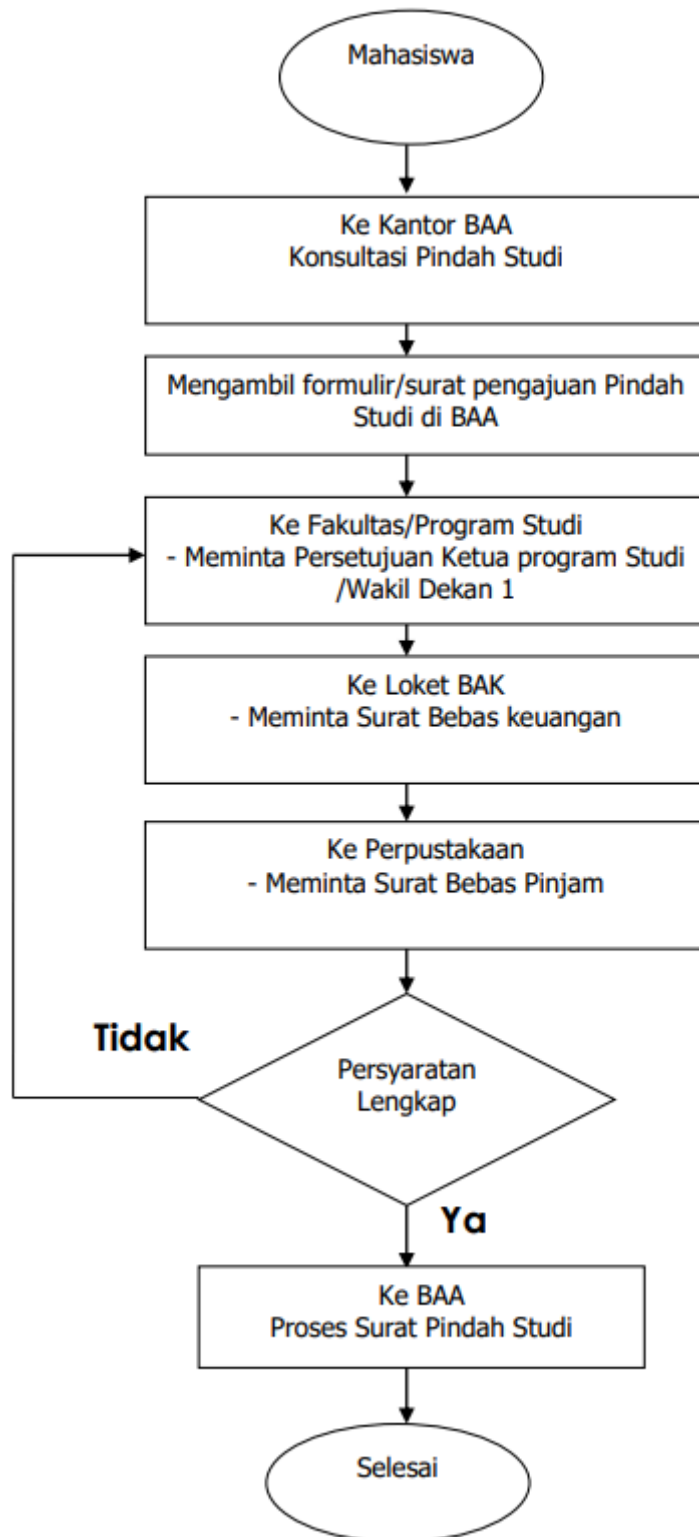 Mahasiswa
Ke Kantor BAA
Konsultasi Pindah Studi
Mengambil formulir/surat pengajuan Pindah
Studi di BAA
Ke Fakultas/Program Studi
- Meminta Persetujuan Ketua program Studi
/Wakil Dekan 1
Ke Loket BAK
- Meminta Surat Bebas keuangan
Ke Perpustakaan
- Meminta Surat Bebas Pinjam
Tidak
Persyaratan
Lengkap
Ya
Ke BAA
Proses Surat Pindah Studi
Selesai